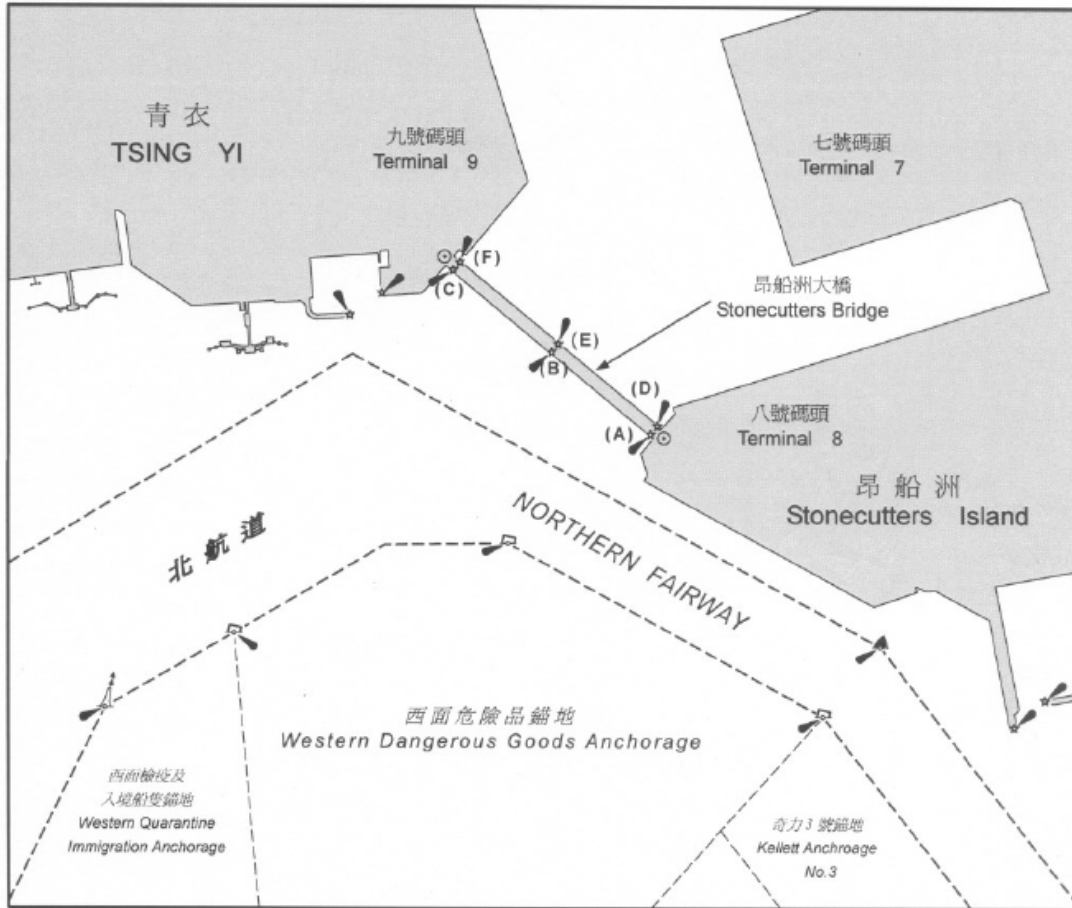 青衣
TSING YI
九號碼頭
Terminal 9
七號碼頭
Terminal 7
(F)
(C)
昂船洲大橋
Stonecutters Bridge
(E)
(B)
(D)
(A)
八號碼頭
Terminal 8
昂船洲
Stonecutters Island
北航道
NORTHERN FAIRWAY
西面危險品錨地
Western Dangerous Goods Anchorage
西面檢疫及
入境船隻錨地
Western Quarantine
Immigration Anchorage
奇力3號錨地
Kellett Anchroage
No.3